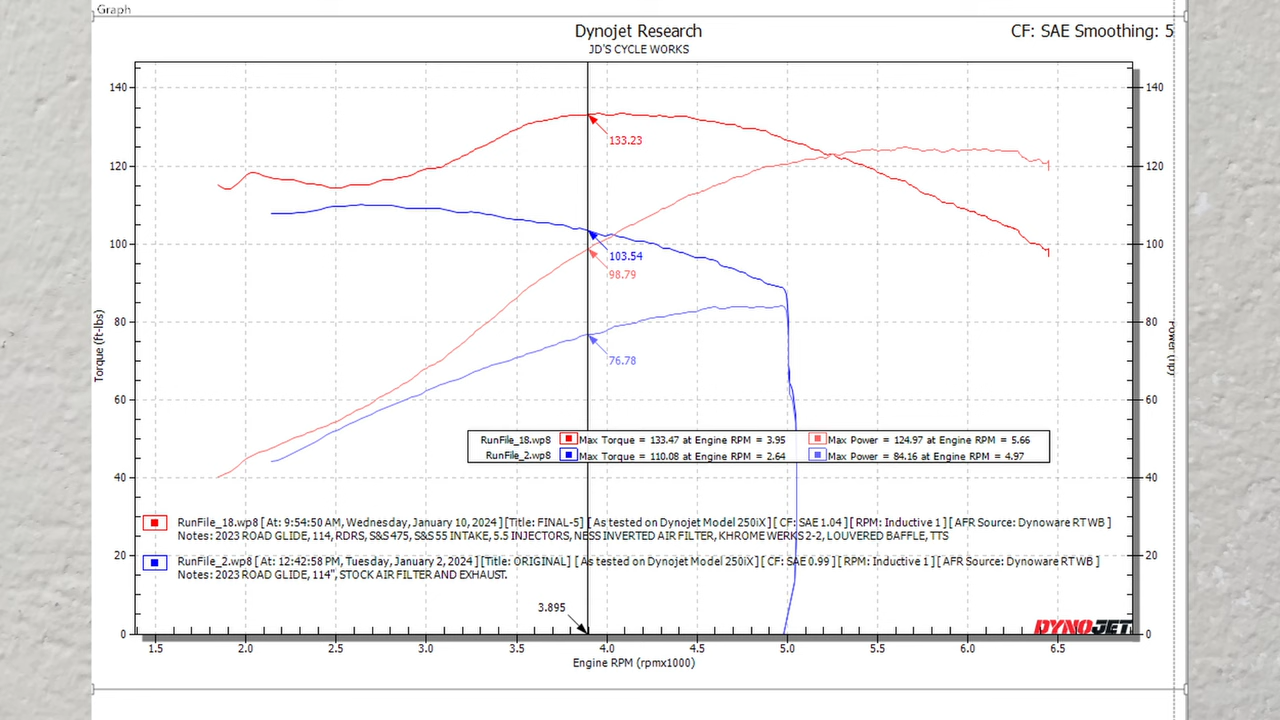 Graph
Dynojet Research
CF: SAE Smoothing: 5
JD'S CYCLE WORKS
140
140
133.23
120
120
100
100
103.54
98.79
80
80
Torque (ft-lbs)
Power (hp)
76.78
60
60
RunFile_18.wp8 Max Torque = 133.47 at Engine RPM = 3.95 Max Power = 124.97 at Engine RPM = 5.66
RunFile_2.wp8 Max Torque = 110.08 at Engine RPM = 2.64 Max Power = 84.16 at Engine RPM = 4.97
40
40
RunFile_18.wp8 [At: 9:54:50 AM, Wednesday, January 10, 2024] [Title: FINAL-5] [As tested on Dynojet Model 250iX] [CF: SAE 1.04] [RPM: Inductive 1] [AFR Source: Dynoware RT WB]
Notes: 2023 ROAD GLIDE, 114, RDRS, S&S 475, S&S 55 INTAKE, 5.5 INJECTORS, NESS INVERTED AIR FILTER, KHROME WERKS 2-2, LOUVERED BAFFLE, TTS
20
20
RunFile_2.wp8 [At: 12:42:58 PM, Tuesday, January 2, 2024] [Title: ORIGINAL] [As tested on Dynojet Model 250iX] [CF: SAE 0.99] [RPM: Inductive 1] [AFR Source: Dynoware RT WB]
Notes: 2023 ROAD GLIDE, 114", STOCK AIR FILTER AND EXHAUST.
3.895
DYNOJET
0
0
1.5 2.0 2.5 3.0 3.5 4.0 4.5 5.0 5.5 6.0 6.5
Engine RPM (rpmx1000)